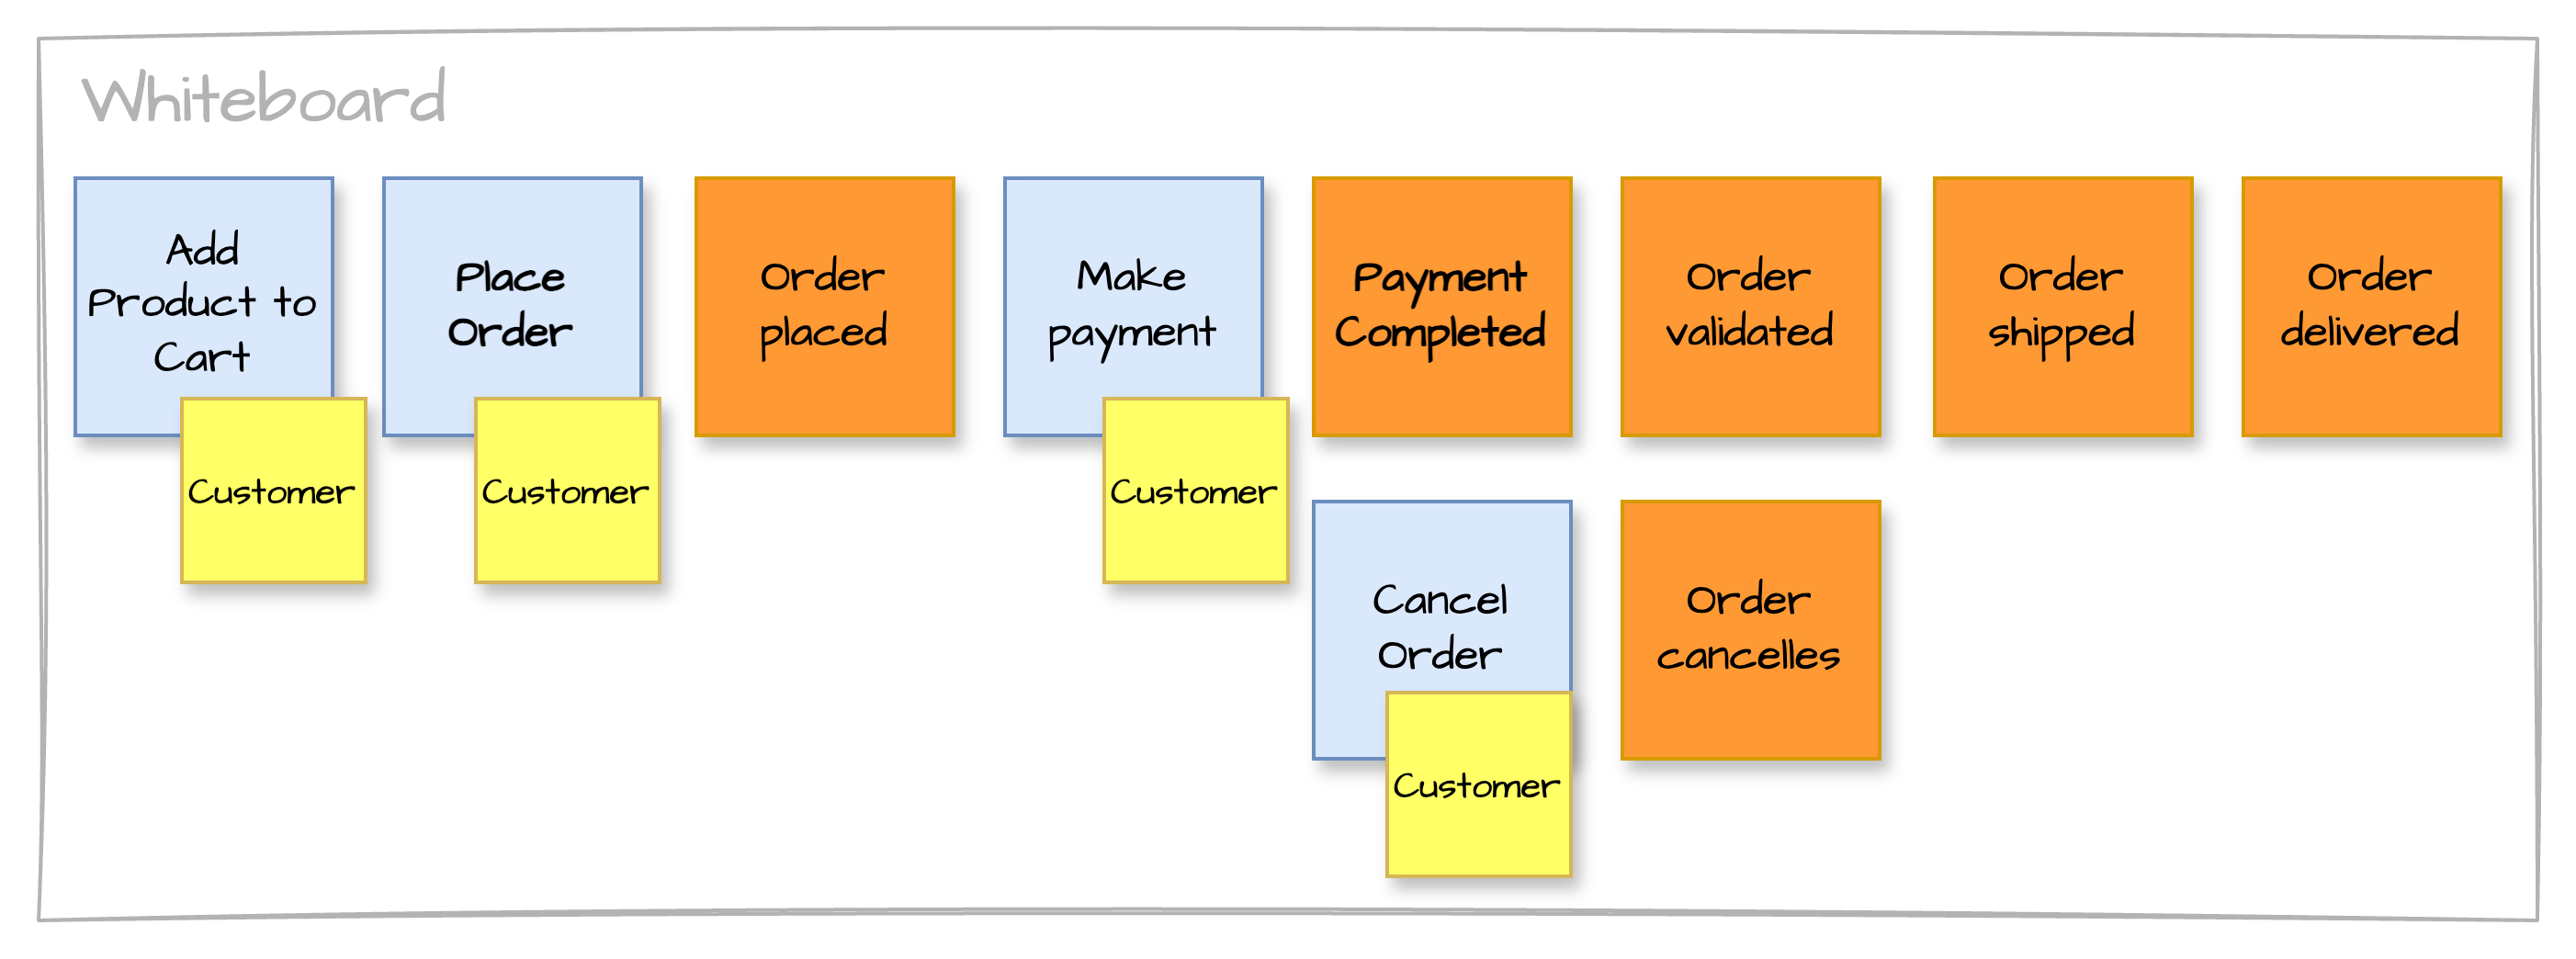 Whiteboard
Add
Product to
Cart
Customer
Place
Order
Customer
Order
placed
Make
payment
Customer
Payment
Completed
Order
validated
Order
shipped
Order
delivered
Cancel
Order
Customer
Order
cancelles